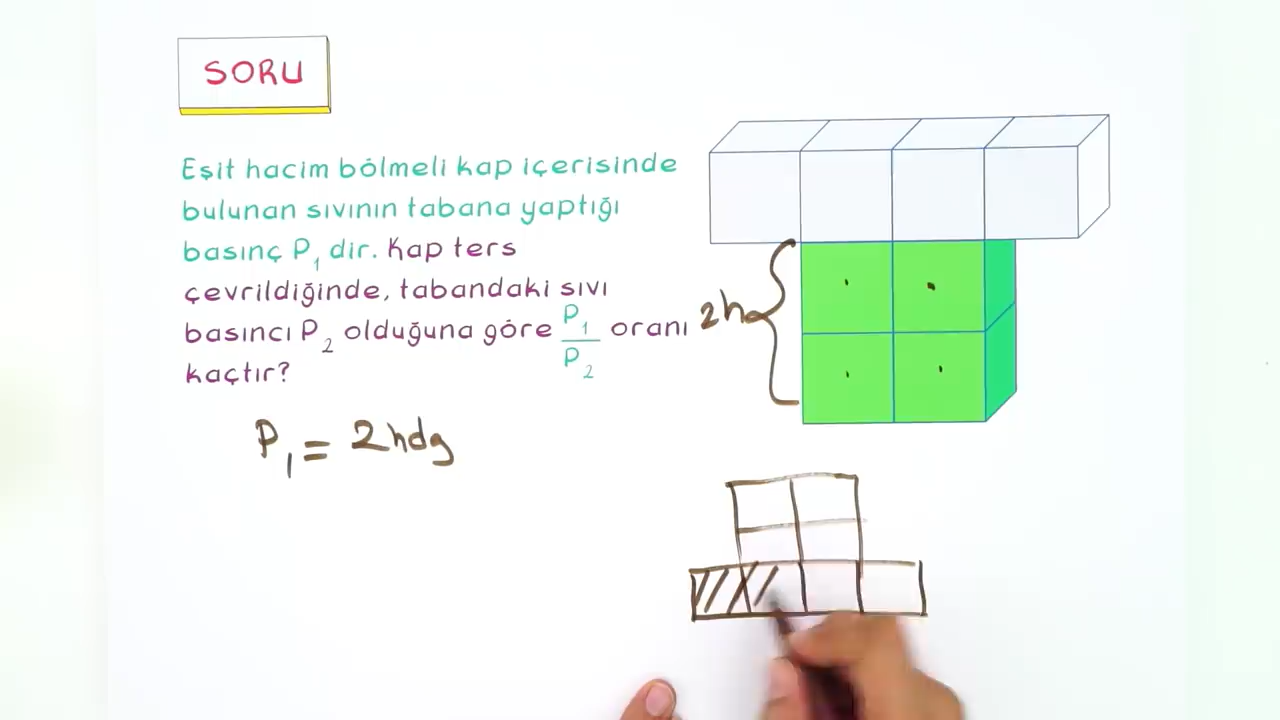 SORU
Eşit hacim bölmeli kap içerisinde
bulunan sıvının tabana yaptığı
basınç P₁ dir. Kap ters
çevrildiğinde, tabandaki sıvı
basıncı P₂ olduğuna göre P₁/P₂ oranı
kaçtır?
2h
P₁ = 2hdg